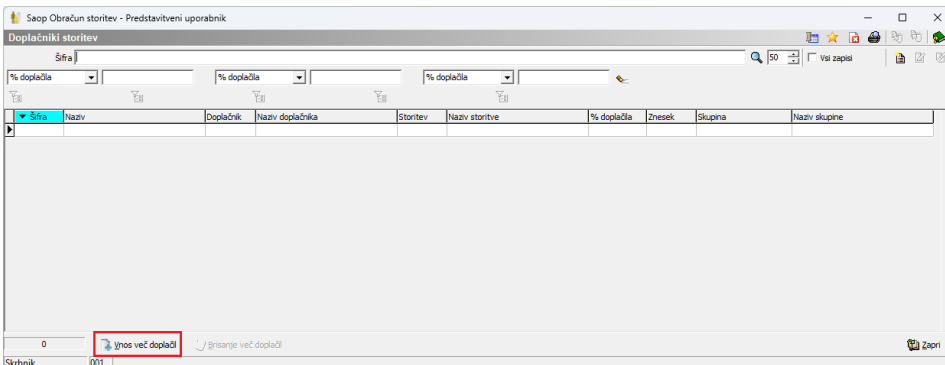 Saop Obračun storitev - Predstavitveni uporabnik
Doplačniki storitev
Šifra 50 Vsi zapisi
% doplačila % doplačila % doplačila
Šifra Naziv Doplačnik Naziv doplačnika Storitev Naziv storitve % doplačila Znesek Skupina Naziv skupine
0 Vnos več doplačil Brisanje več doplačil Zapri
Skrbnik 001